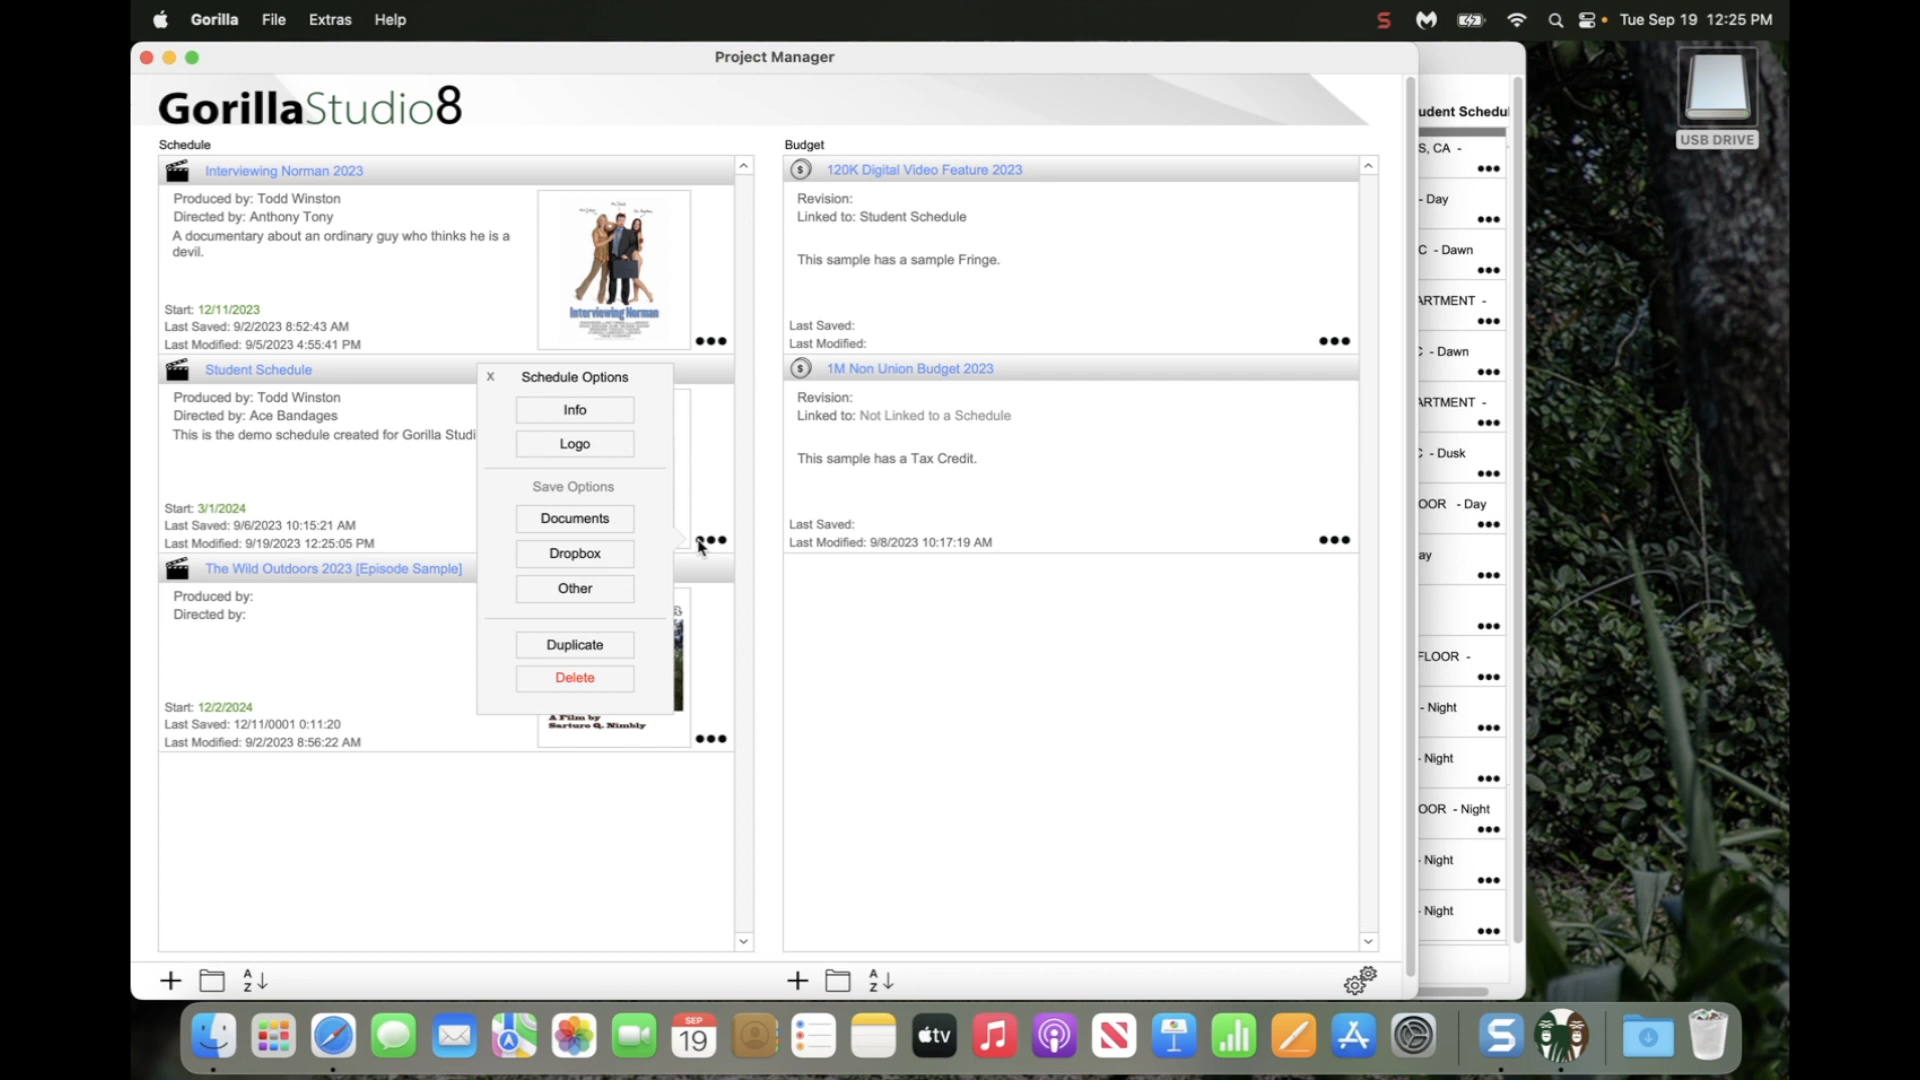 Gorilla File Extras Help
Tue Sep 19 12:25 PM
Project Manager
GorillaStudio8
USB DRIVE
Schedule
Interviewing Norman 2023
Produced by: Todd Winston
Directed by: Anthony Tony
A documentary about an ordinary guy who thinks he is a
devil.
Interviewing Norman
Start: 12/11/2023
Last Saved: 9/2/2023 8:52:43 AM
Last Modified: 9/5/2023 4:55:41 PM
Student Schedule
Produced by: Todd Winston
Directed by: Ace Bandages
This is the demo schedule created for Gorilla Studi
Start: 3/1/2024
Last Saved: 9/6/2023 10:15:21 AM
Last Modified: 9/19/2023 12:25:05 PM
The Wild Outdoors 2023 [Episode Sample]
Produced by:
Directed by:
A Film by
Sarturo Q. Nimbly
Start: 12/2/2024
Last Saved: 12/11/0001 0:11:20
Last Modified: 9/2/2023 8:56:22 AM
X Schedule Options
Info
Logo
Save Options
Documents
Dropbox
Other
Duplicate
Delete
Budget
120K Digital Video Feature 2023
Revision:
Linked to: Student Schedule
This sample has a sample Fringe.
Last Saved:
Last Modified:
1M Non Union Budget 2023
Revision:
Linked to: Not Linked to a Schedule
This sample has a Tax Credit.
Last Saved:
Last Modified: 9/8/2023 10:17:19 AM
udent Schedul
S, CA -
- Day
C - Dawn
ARTMENT -
C - Dawn
ARTMENT -
C - Dusk
OOR - Day
ay
FLOOR -
- Night
- Night
OOR - Night
- Night
- Night
A
Z
A
Z
SEP
19
tv